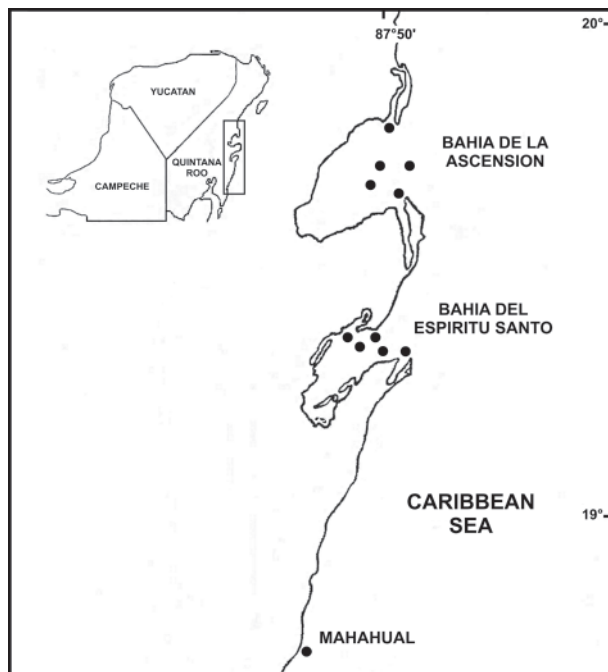 87°50'
20°
YUCATAN
QUINTANA
ROO
CAMPECHE
BAHIA DE LA
ASCENSION
BAHIA DEL
ESPIRITU SANTO
CARIBBEAN
SEA
19°
MAHAHUAL